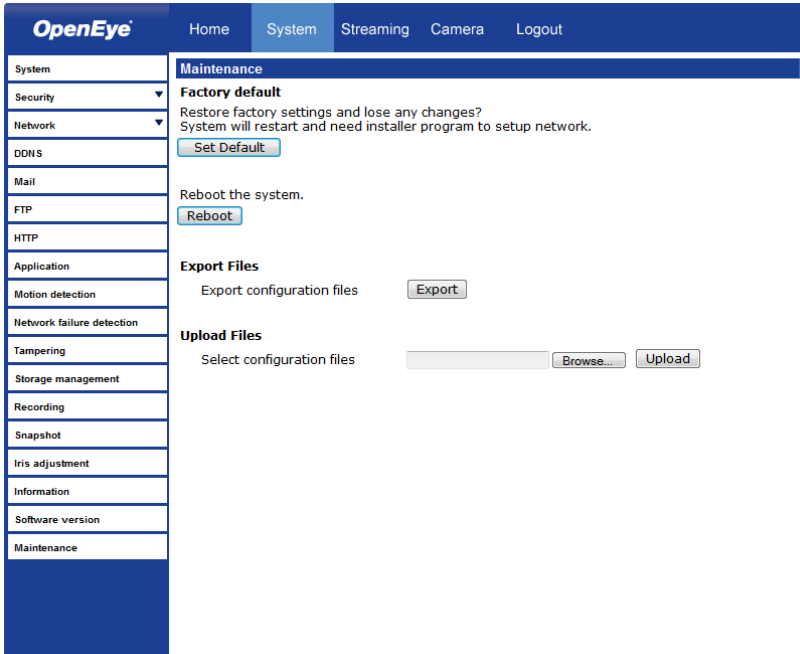 OpenEye
Home System Streaming Camera Logout
System
Security
Network
DDNS
Mail
FTP
HTTP
Application
Motion detection
Network failure detection
Tampering
Storage management
Recording
Snapshot
Iris adjustment
Information
Software version
Maintenance
Maintenance
Factory default
Restore factory settings and lose any changes?
System will restart and need installer program to setup network.
Set Default
Reboot the system.
Reboot
Export Files
Export configuration files Export
Upload Files
Select configuration files Browse... Upload